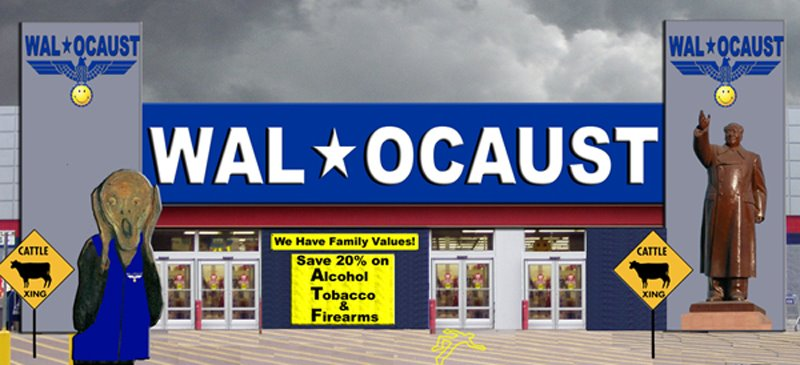 WAL★OCAUST
WAL★OCAUST
WAL★OCAUST
We Have Family Values!
Save 20% on
Alcohol
Tobacco
&
Firearms
CATTLE
XING
CATTLE
XING